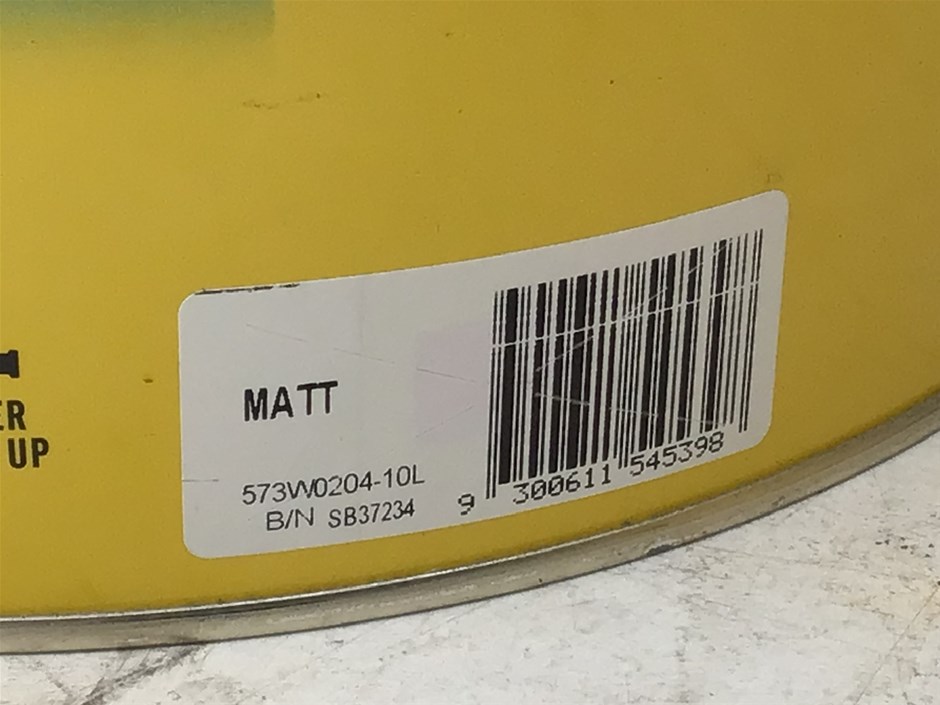 ER
UP
MATT
573W0204-10L
B/N SB37234
9 300611 545398